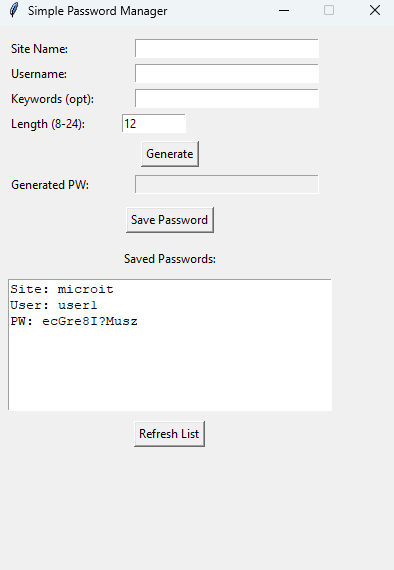 Simple Password Manager
Site Name:
Username:
Keywords (opt):
Length (8-24): 12
Generate
Generated PW:
Save Password
Saved Passwords:
Site: microit
User: user1
PW: ecGre8I?Musz
Refresh List